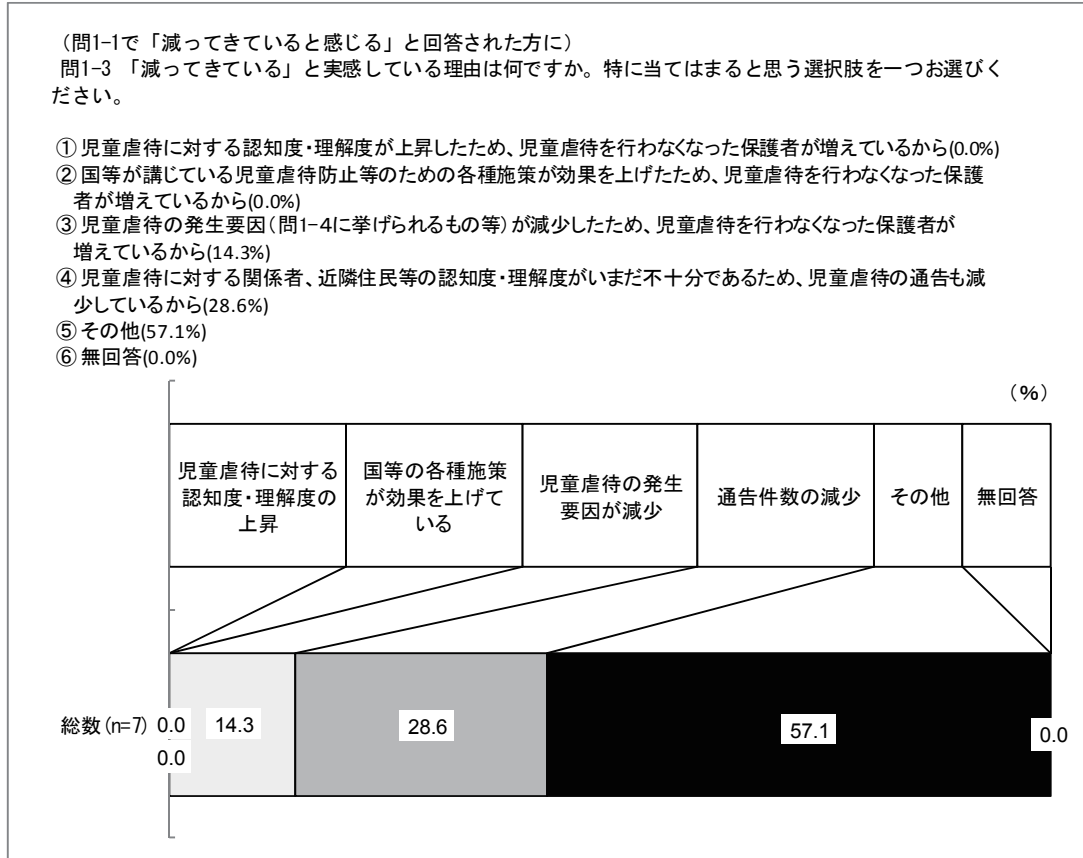 (問1-1で「減ってきていると感じる」と回答された方に)
問1-3 「減ってきている」と実感している理由は何ですか。特に当てはまると思う選択肢を一つお選びく
ださい。
①児童虐待に対する認知度・理解度が上昇したため、児童虐待を行わなくなった保護者が増えているから(0.0%)
②国等が講じている児童虐待防止等のための各種施策が効果を上げたため、児童虐待を行わなくなった保護
者が増えているから(0.0%)
③児童虐待の発生要因(問1-4に挙げられるもの等)が減少したため、児童虐待を行わなくなった保護者が
増えているから(14.3%)
④児童虐待に対する関係者、近隣住民等の認知度・理解度がいまだ不十分であるため、児童虐待の通告も減
少しているから(28.6%)
⑤その他(57.1%)
⑥無回答(0.0%)
(%)
児童虐待に対する
認知度・理解度の
上昇
国等の各種施策
が効果を上げて
いる
児童虐待の発生
要因が減少
通告件数の減少
その他
無回答
総数(n=7) 0.0 14.3 28.6 57.1 0.0
0.0